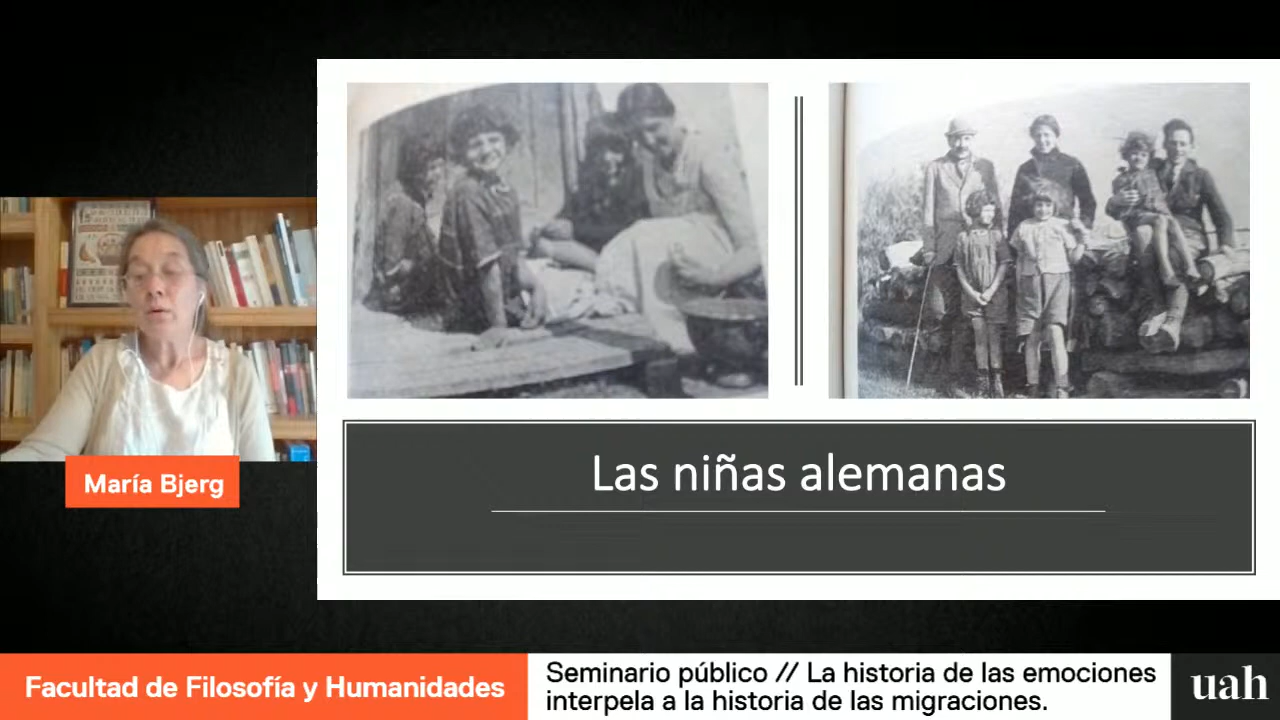 Las niñas alemanas
María Bjerg
Facultad de Filosofía y Humanidades
Seminario público // La historia de las emociones
interpela a la historia de las migraciones.
uah